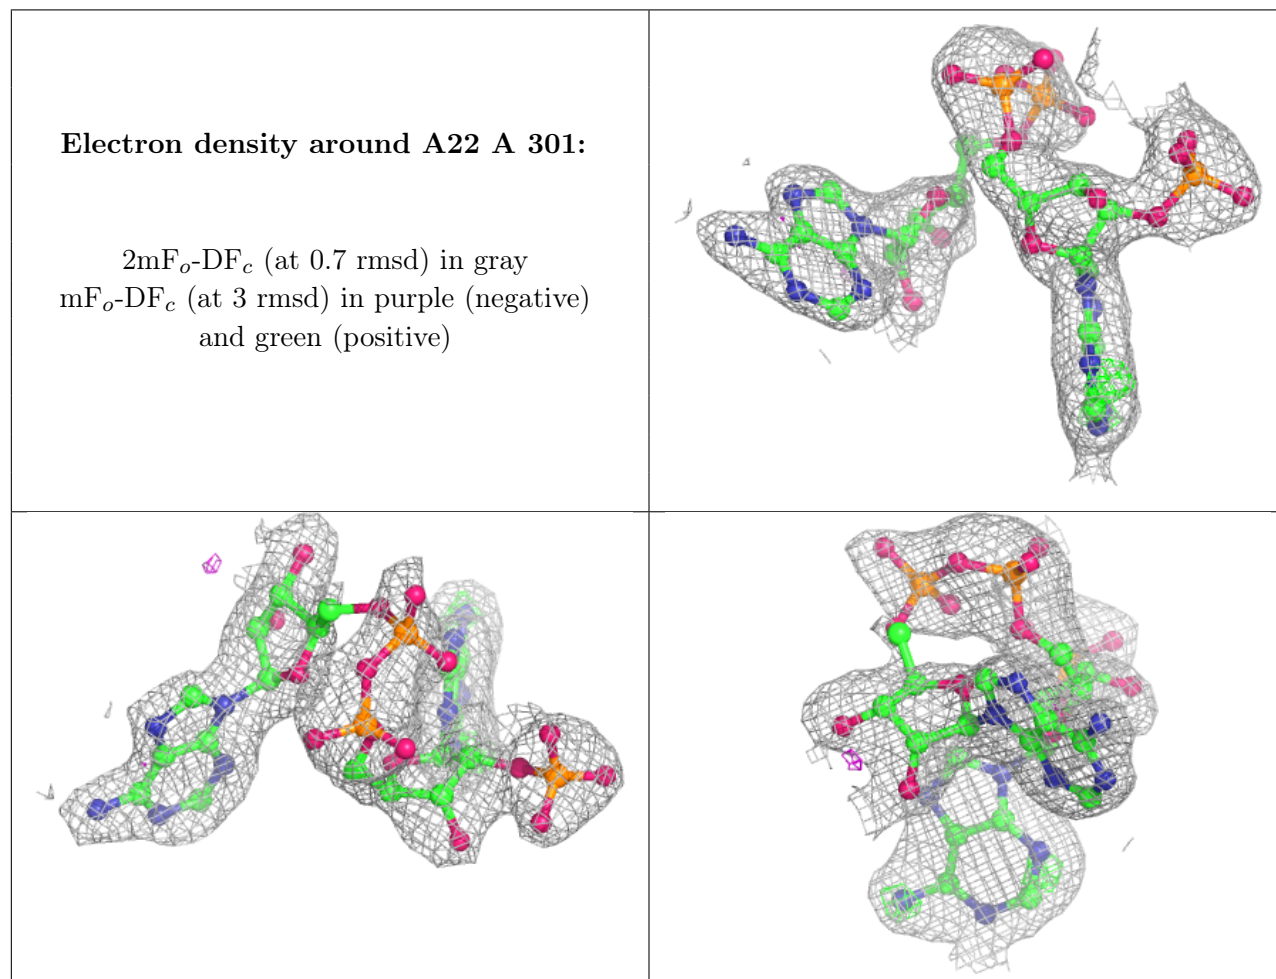 Electron density around A22 A 301:
2mFo-DFc (at 0.7 rmsd) in gray
mFo-DFc (at 3 rmsd) in purple (negative)
and green (positive)